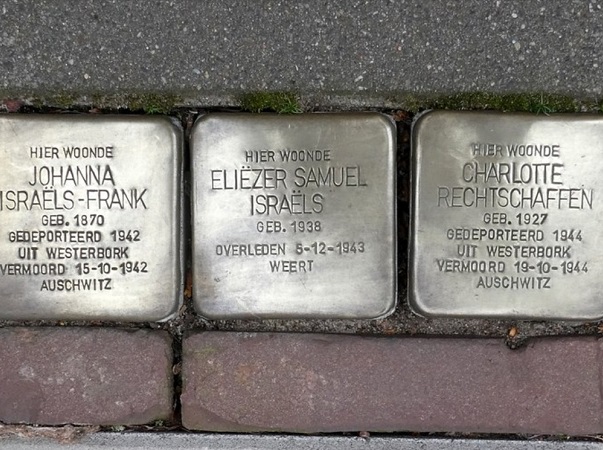 HIER WOONDE
JOHANNA
ISRAËLS-FRANK
GEB. 1870
GEDEPORTEERD 1942
UIT WESTERBORK
VERMOORD 15-10-1942
AUSCHWITZ
HIER WOONDE
ELIËZER SAMUEL
ISRAËLS
GEB. 1938
OVERLEDEN 5-12-1943
WEERT
HIER WOONDE
CHARLOTTE
RECHTSCHAFFEN
GEB. 1927
GEDEPORTEERD 1944
UIT WESTERBORK
VERMOORD 19-10-1944
AUSCHWITZ